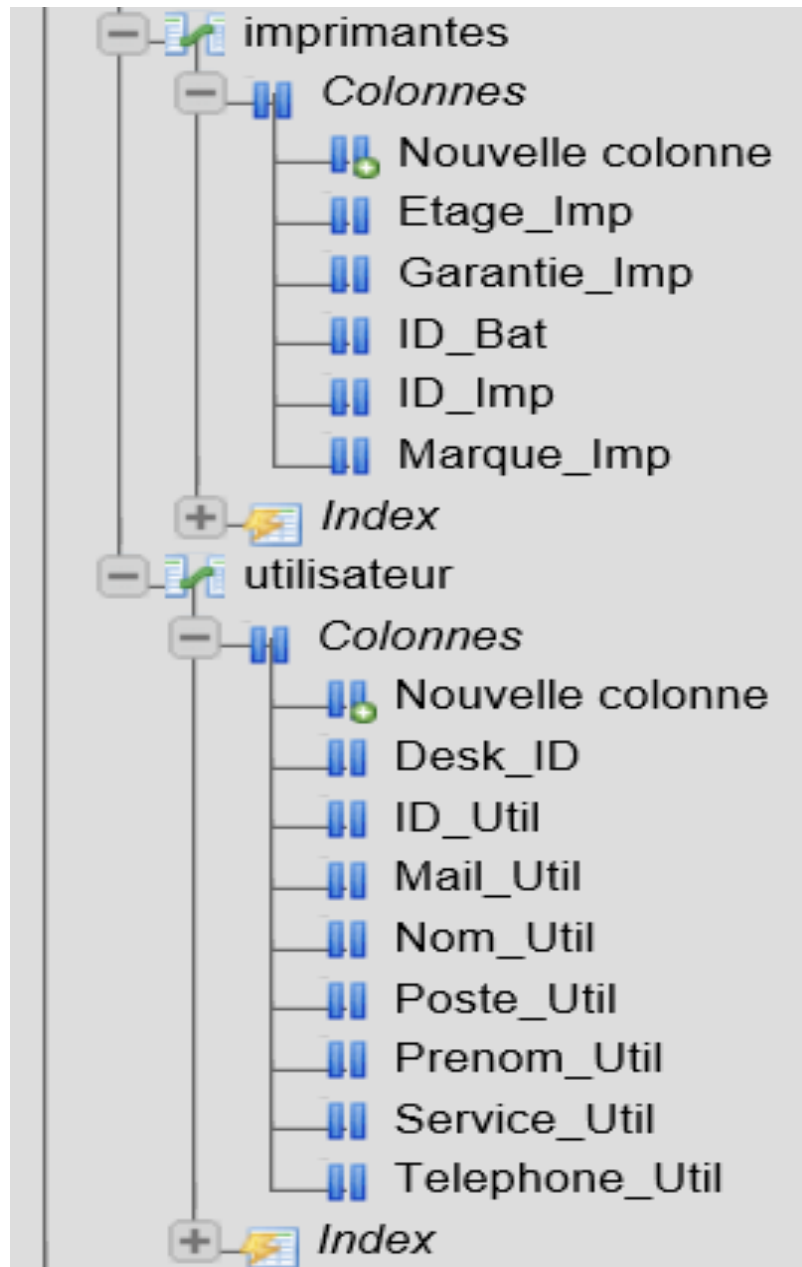 imprimantes
Colonnes
Nouvelle colonne
Etage_Imp
Garantie_Imp
ID_Bat
ID_Imp
Marque_Imp
Index
utilisateur
Colonnes
Nouvelle colonne
Desk_ID
ID_Util
Mail_Util
Nom_Util
Poste_Util
Prenom_Util
Service_Util
Telephone_Util
Index